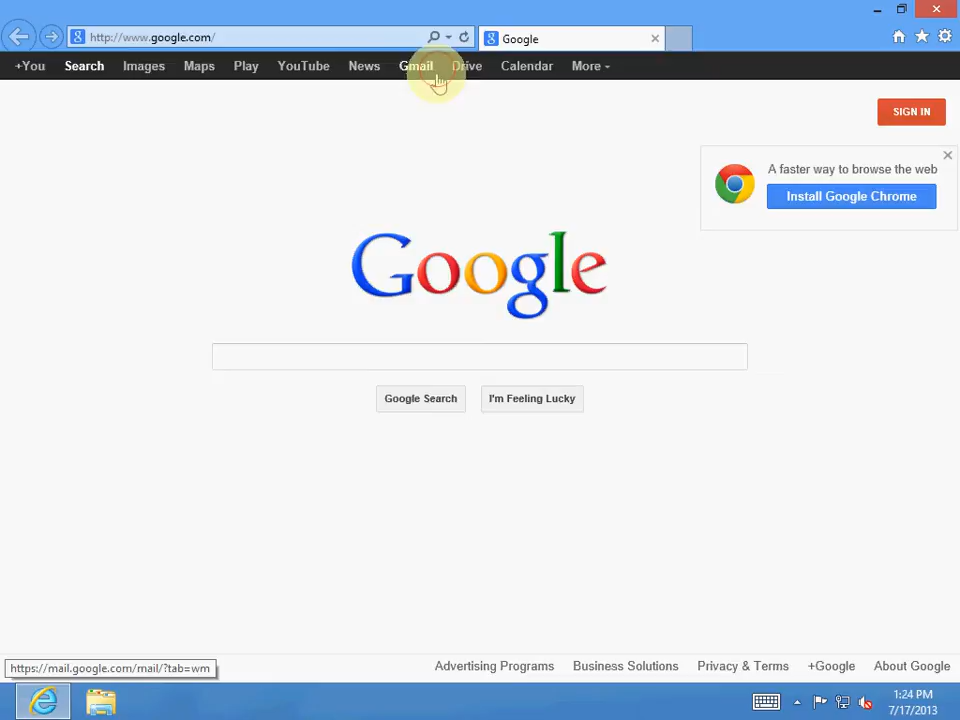 http://www.google.com/
Google
+You Search Images Maps Play YouTube News Gmail Drive Calendar More
SIGN IN
A faster way to browse the web
Install Google Chrome
Google
Google Search I'm Feeling Lucky
https://mail.google.com/mail/?tab=wm
Advertising Programs Business Solutions Privacy & Terms +Google About Google
1:24 PM
7/17/2013